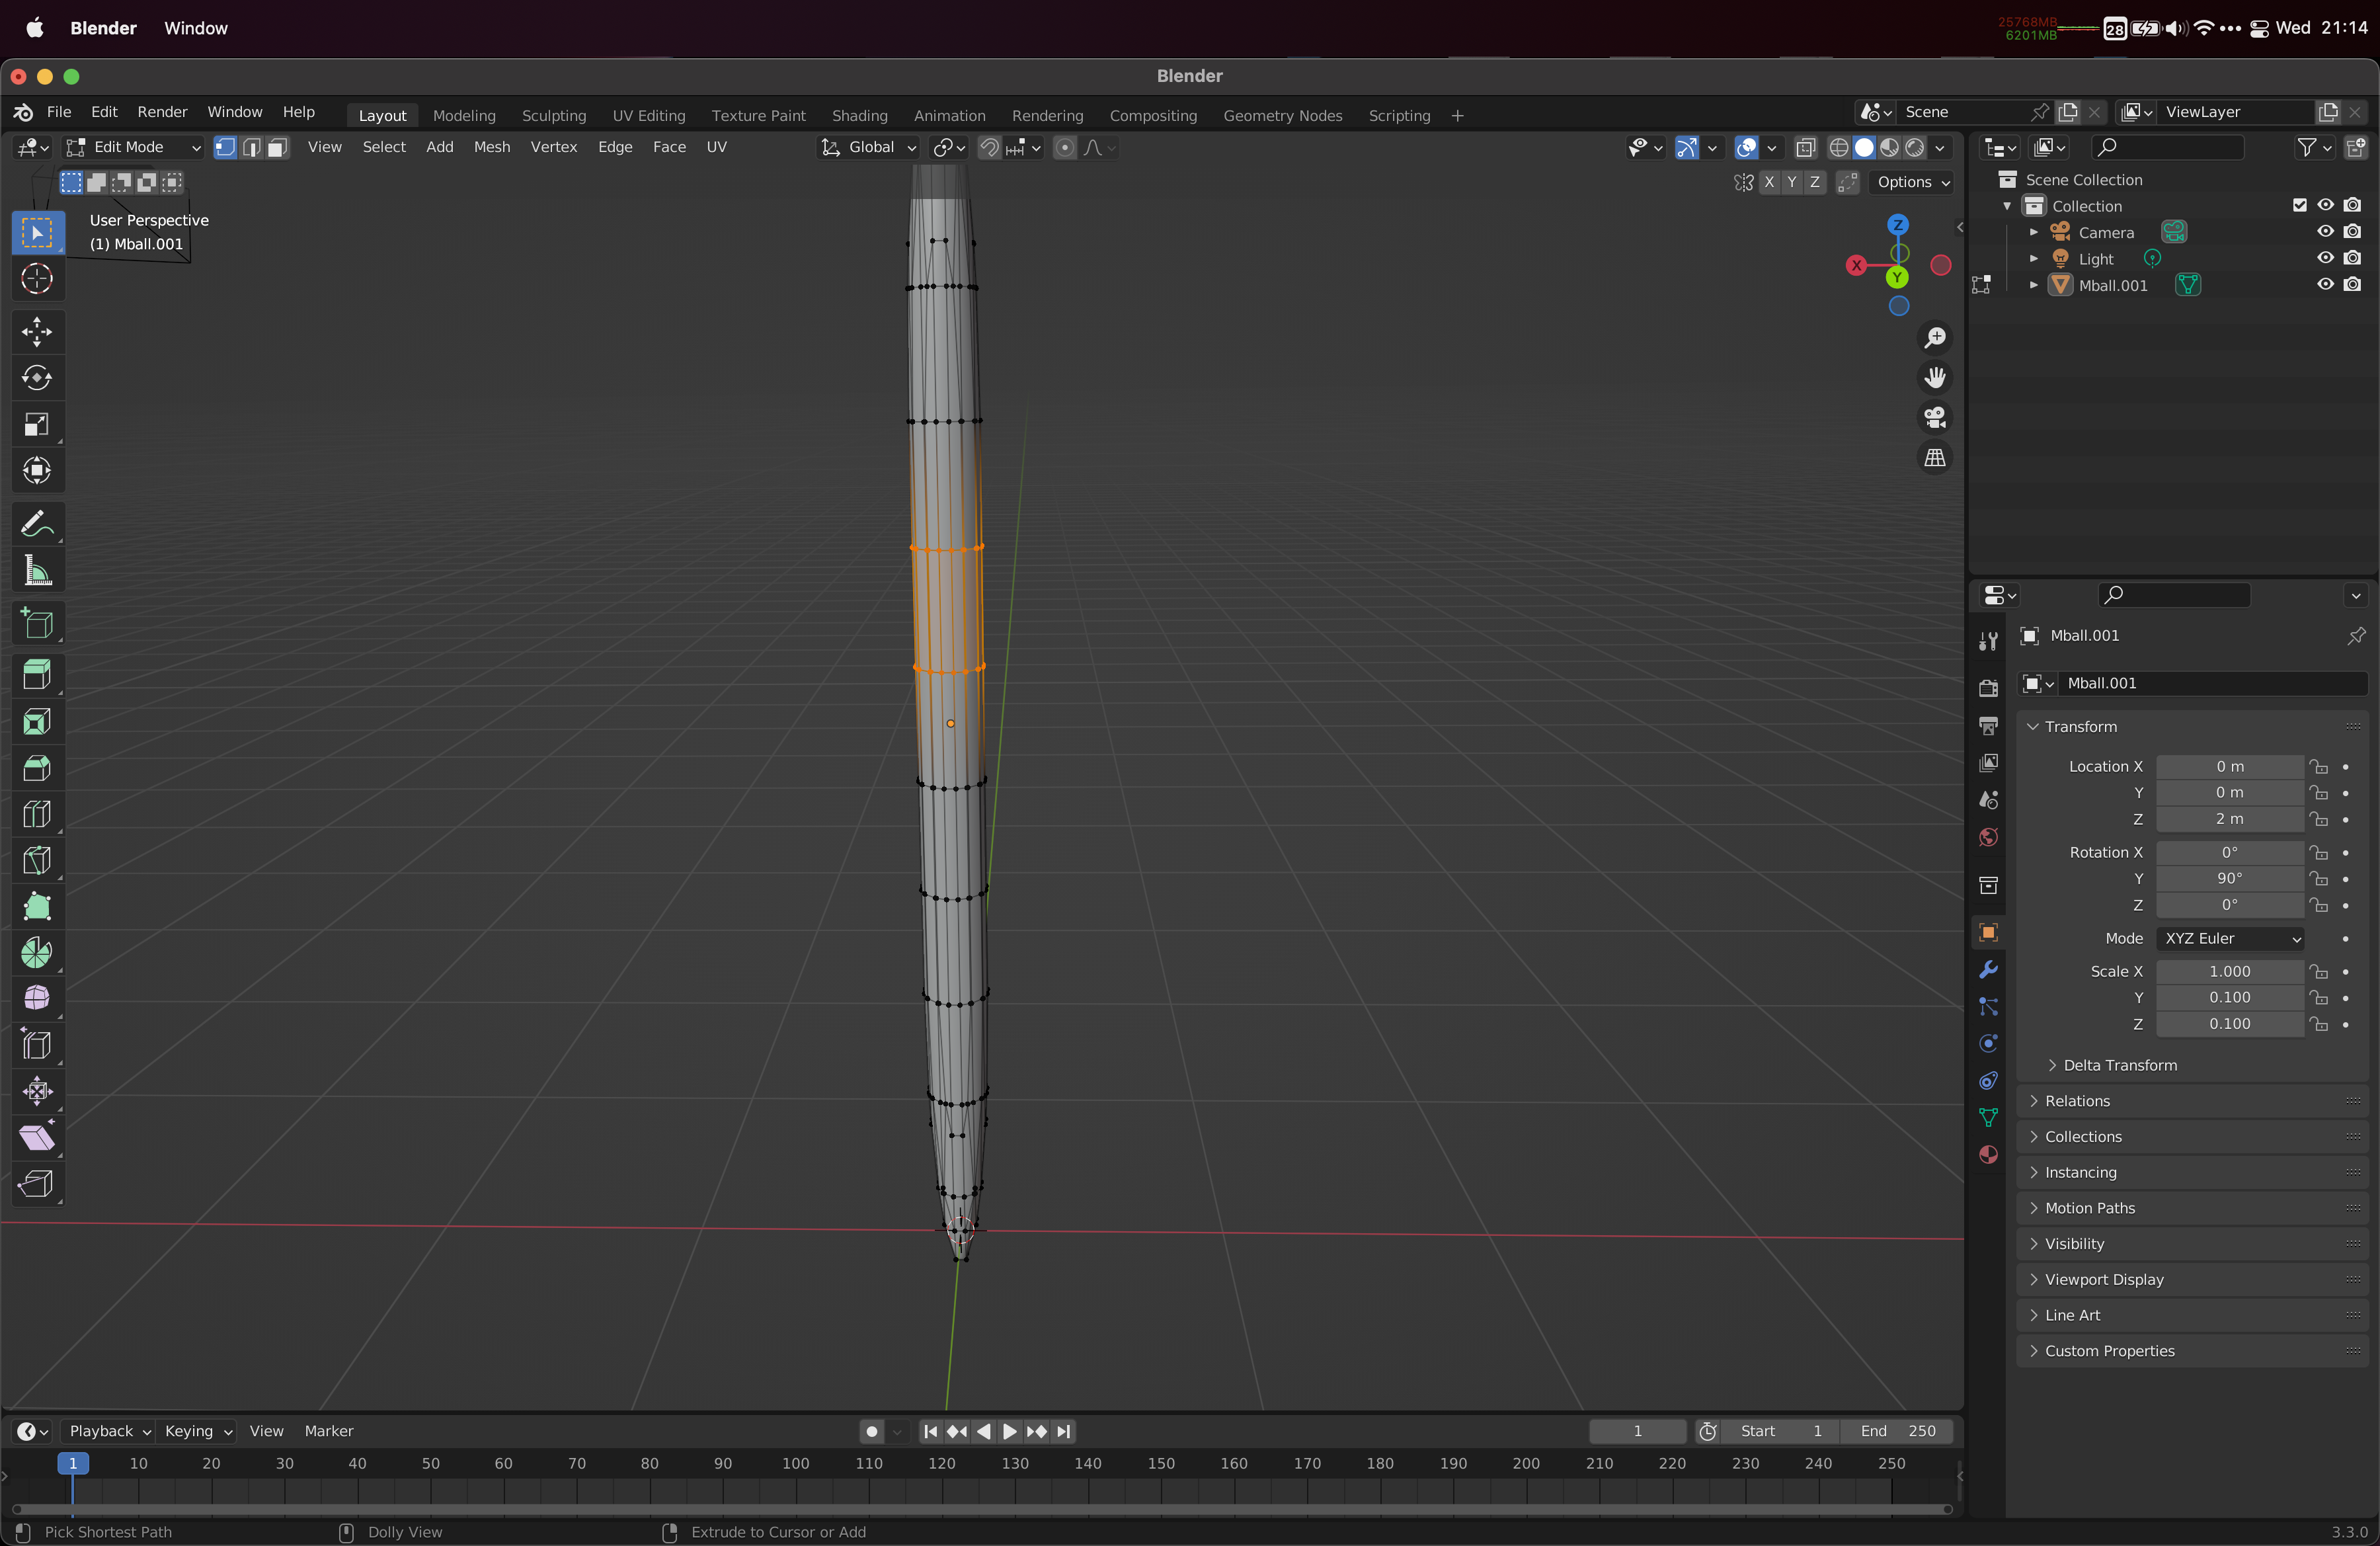 Blender Window
25768MB
6201MB
28
Wed 21:14
Blender
File Edit Render Window Help
Layout Modeling Sculpting UV Editing Texture Paint Shading Animation Rendering Compositing Geometry Nodes Scripting +
Scene
ViewLayer
Edit Mode
View Select Add Mesh Vertex Edge Face UV
Global
X Y Z
Options
User Perspective
(1) Mball.001
Z
X
Y
Scene Collection
Collection
Camera
Light
Mball.001
Mball.001
Mball.001
Transform
Location X 0 m
Y 0 m
Z 2 m
Rotation X 0°
Y 90°
Z 0°
Mode XYZ Euler
Scale X 1.000
Y 0.100
Z 0.100
Delta Transform
Relations
Collections
Instancing
Motion Paths
Visibility
Viewport Display
Line Art
Custom Properties
Playback Keying View Marker
1
Start 1
End 250
1 10 20 30 40 50 60 70 80 90 100 110 120 130 140 150 160 170 180 190 200 210 220 230 240 250
Pick Shortest Path
Dolly View
Extrude to Cursor or Add
3.3.0